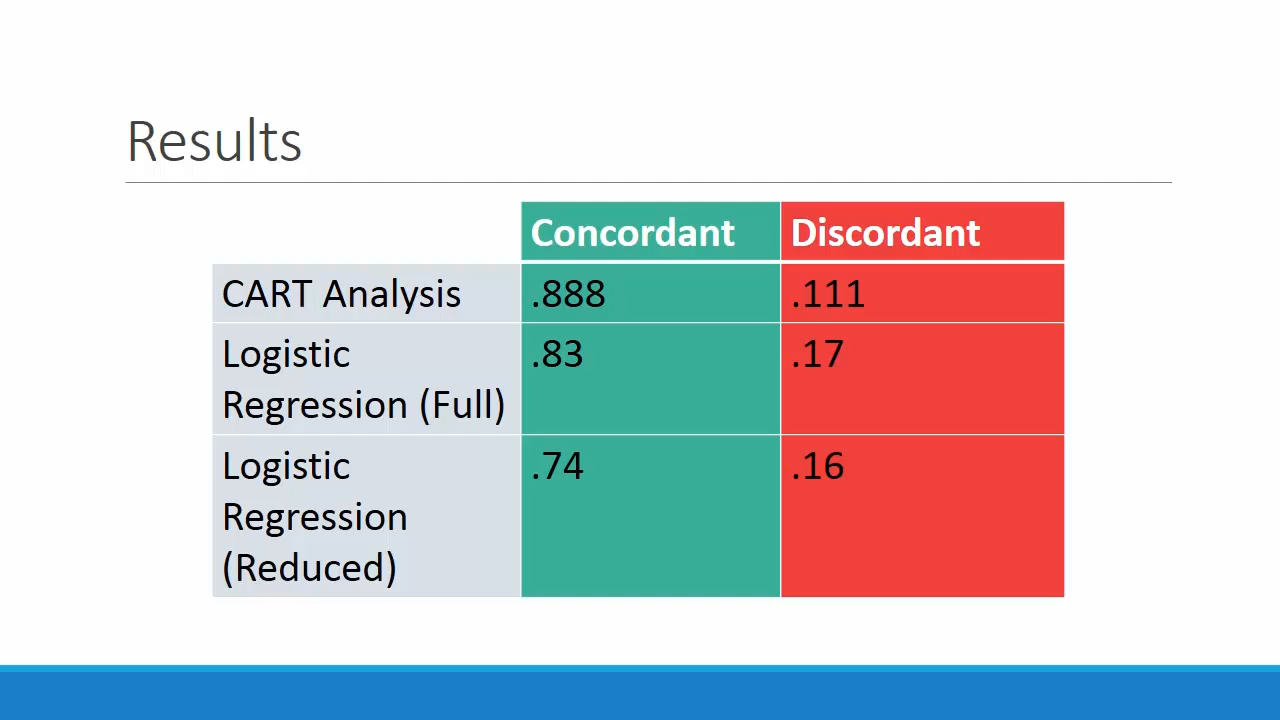 Results
Concordant Discordant
CART Analysis .888 .111
Logistic .83 .17
Regression (Full)
Logistic .74 .16
Regression
(Reduced)